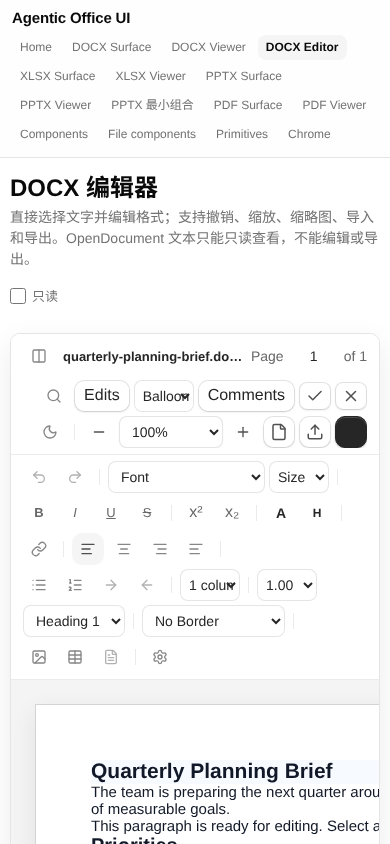 Agentic Office UI
Home DOCX Surface DOCX Viewer DOCX Editor
XLSX Surface XLSX Viewer PPTX Surface
PPTX Viewer PPTX 最小组合 PDF Surface PDF Viewer
Components File components Primitives Chrome
DOCX 编辑器
直接选择文字并编辑格式；支持撤销、缩放、缩略图、导入
和导出。OpenDocument 文本只能只读查看，不能编辑或导
出。
只读
quarterly-planning-brief.do… Page 1 of 1
Edits Balloon Comments
100%
Font Size
B I U S X² X₂ A H
1 colum 1.00
Heading 1 No Border
Quarterly Planning Brief
The team is preparing the next quarter arou
of measurable goals.
This paragraph is ready for editing. Select a
Priorities